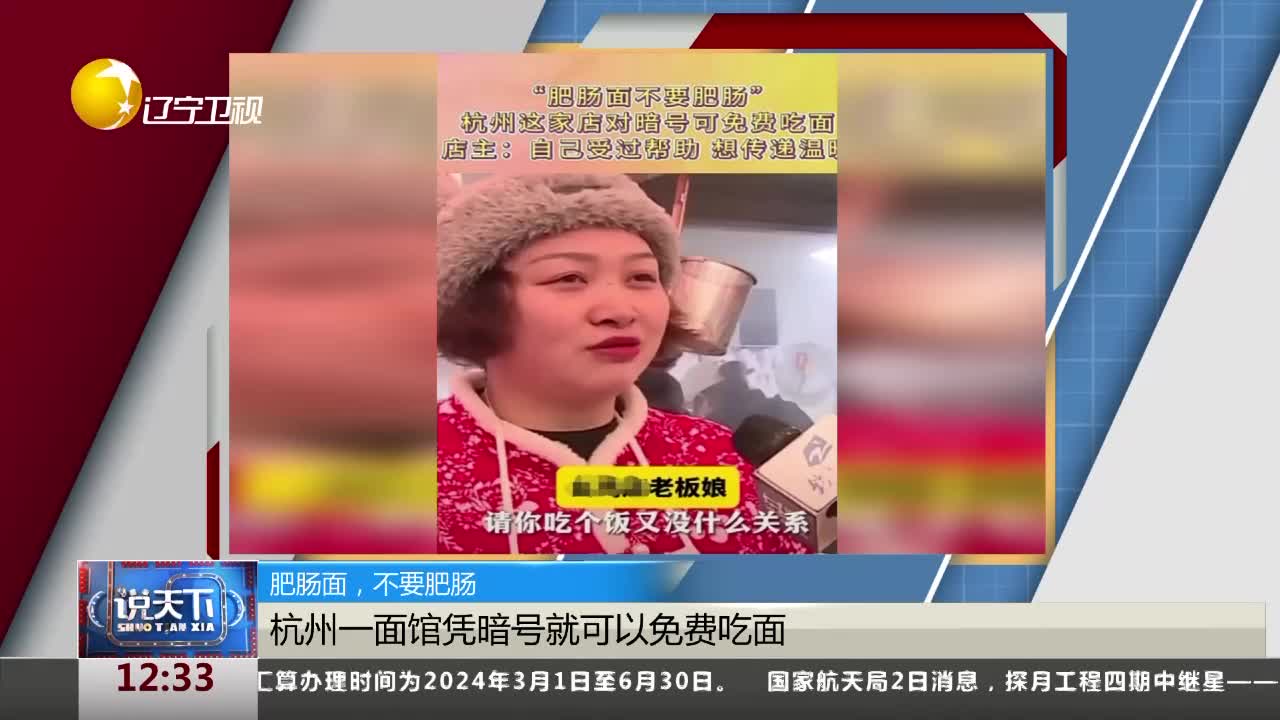 辽宁卫视
“肥肠面不要肥肠”
杭州这家店对暗号可免费吃面
店主：自己受过帮助 想传递温暖
老板娘
请你吃个饭又没什么关系
肥肠面，不要肥肠
说天下
SHUO TIAN XIA
杭州一面馆凭暗号就可以免费吃面
12:33
汇算办理时间为2024年3月1日至6月30日。 国家航天局2日消息，探月工程四期中继星——